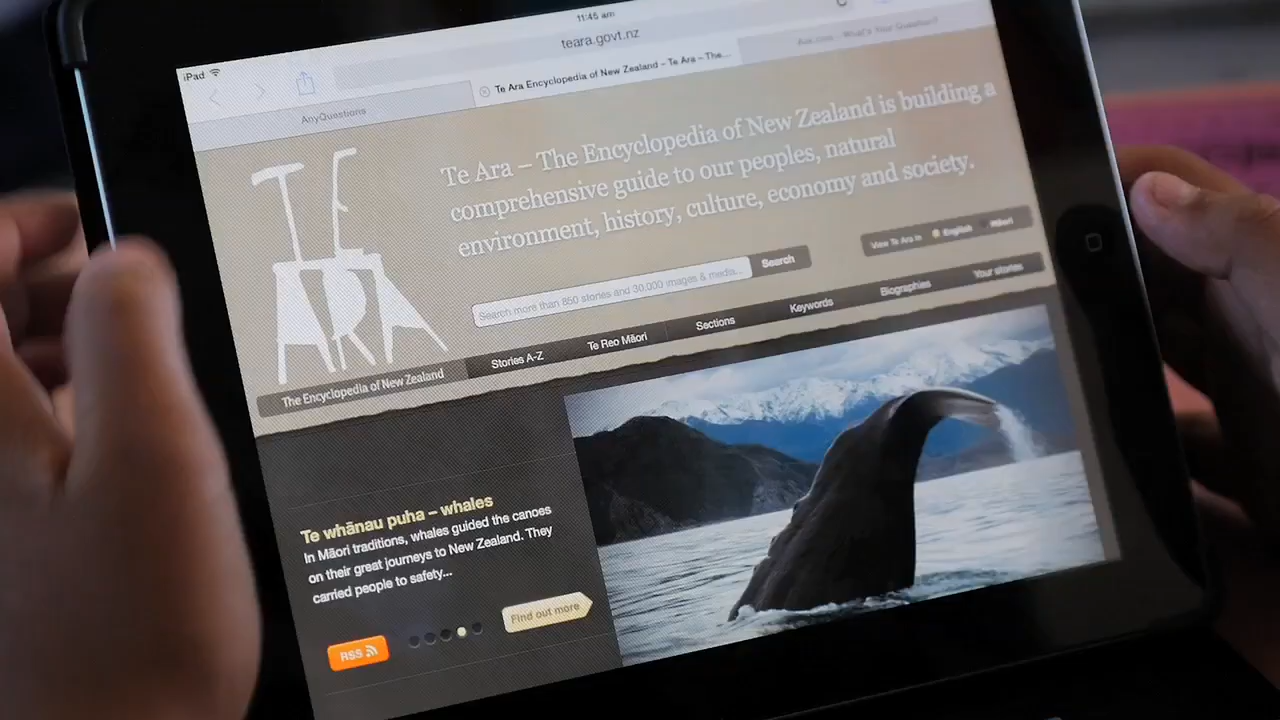 11:45 am
iPad
teara.govt.nz
AnyQuestions
Te Ara Encyclopedia of New Zealand – Te Ara – The...
Ask.com - What's Your Question?
Te Ara – The Encyclopedia of New Zealand is building a
comprehensive guide to our peoples, natural
environment, history, culture, economy and society.
Search more than 850 stories and 30,000 images & media...
Search
View Te Ara in English Māori
The Encyclopedia of New Zealand
Stories A-Z Te Reo Māori Sections Keywords Biographies Your stories
Te whānau puha – whales
In Māori traditions, whales guided the canoes
on their great journeys to New Zealand. They
carried people to safety...
Find out more
RSS